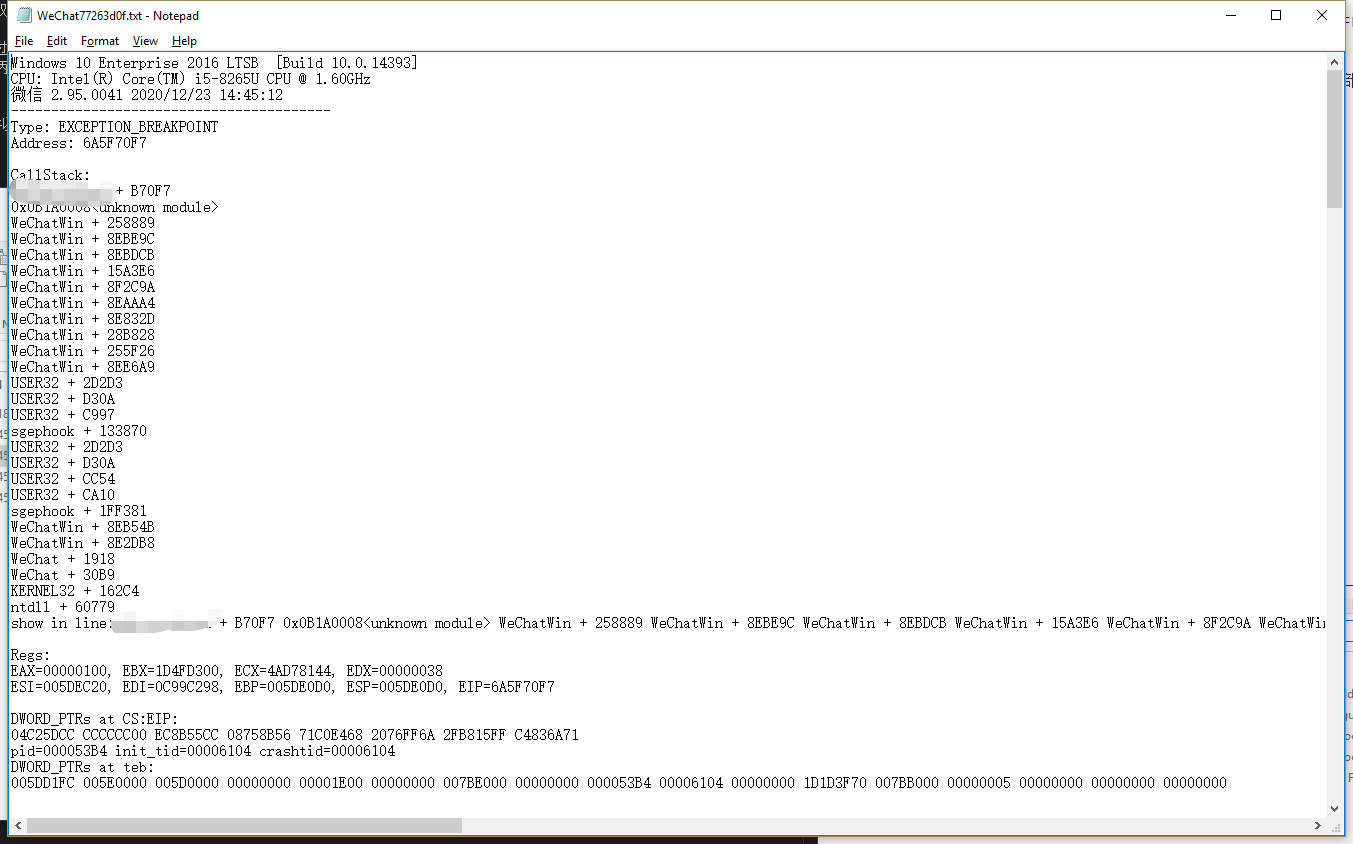 WeChat77263d0f.txt - Notepad
File Edit Format View Help
Windows 10 Enterprise 2016 LTSB [Build 10.0.14393]
CPU: Intel(R) Core(TM) i5-8265U CPU @ 1.60GHz
微信 2.95.0041 2020/12/23 14:45:12
----------------------------------------
Type: EXCEPTION_BREAKPOINT
Address: 6A5F70F7
CallStack:
+ B70F7
0x0B1A0008<unknown module>
WeChatWin + 258889
WeChatWin + 8EBE9C
WeChatWin + 8EBDCB
WeChatWin + 15A3E6
WeChatWin + 8F2C9A
WeChatWin + 8EAAA4
WeChatWin + 8E832D
WeChatWin + 28B828
WeChatWin + 255F26
WeChatWin + 8EE6A9
USER32 + 2D2D3
USER32 + D30A
USER32 + C997
sgephook + 133870
USER32 + 2D2D3
USER32 + D30A
USER32 + CC54
USER32 + CA10
sgephook + 1FF381
WeChatWin + 8EB54B
WeChatWin + 8E2DB8
WeChat + 1918
WeChat + 30B9
KERNEL32 + 162C4
ntdll + 60779
show in line: + B70F7 0x0B1A0008<unknown module> WeChatWin + 258889 WeChatWin + 8EBE9C WeChatWin + 8EBDCB WeChatWin + 15A3E6 WeChatWin + 8F2C9A WeChatWin
Regs:
EAX=00000100, EBX=1D4FD300, ECX=4AD78144, EDX=00000038
ESI=005DEC20, EDI=0C99C298, EBP=005DE0D0, ESP=005DE0D0, EIP=6A5F70F7
DWORD_PTRs at CS:EIP:
04C25DCC CCCCCC00 EC8B55CC 08758B56 71C0E468 2076FF6A 2FB815FF C4836A71
pid=000053B4 init_tid=00006104 crashtid=00006104
DWORD_PTRs at teb:
005DD1FC 005E0000 005D0000 00000000 00001E00 00000000 007BE000 00000000 000053B4 00006104 00000000 1D1D3F70 007BB000 00000005 00000000 00000000 00000000